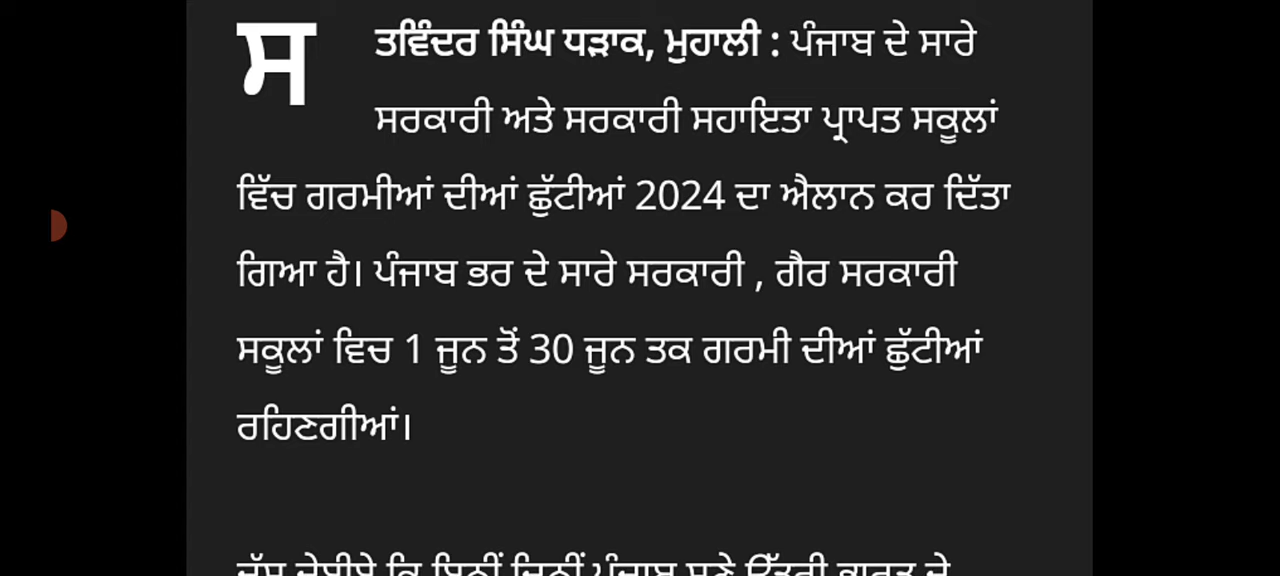 ਸਤਵਿੰਦਰ ਸਿੰਘ ਧੜਾਕ, ਮੁਹਾਲੀ : ਪੰਜਾਬ ਦੇ ਸਾਰੇ
ਸਰਕਾਰੀ ਅਤੇ ਸਰਕਾਰੀ ਸਹਾਇਤਾ ਪ੍ਰਾਪਤ ਸਕੂਲਾਂ
ਵਿੱਚ ਗਰਮੀਆਂ ਦੀਆਂ ਛੁੱਟੀਆਂ 2024 ਦਾ ਐਲਾਨ ਕਰ ਦਿੱਤਾ
ਗਿਆ ਹੈ। ਪੰਜਾਬ ਭਰ ਦੇ ਸਾਰੇ ਸਰਕਾਰੀ , ਗੈਰ ਸਰਕਾਰੀ
ਸਕੂਲਾਂ ਵਿਚ 1 ਜੂਨ ਤੋਂ 30 ਜੂਨ ਤਕ ਗਰਮੀ ਦੀਆਂ ਛੁੱਟੀਆਂ
ਰਹਿਣਗੀਆਂ।